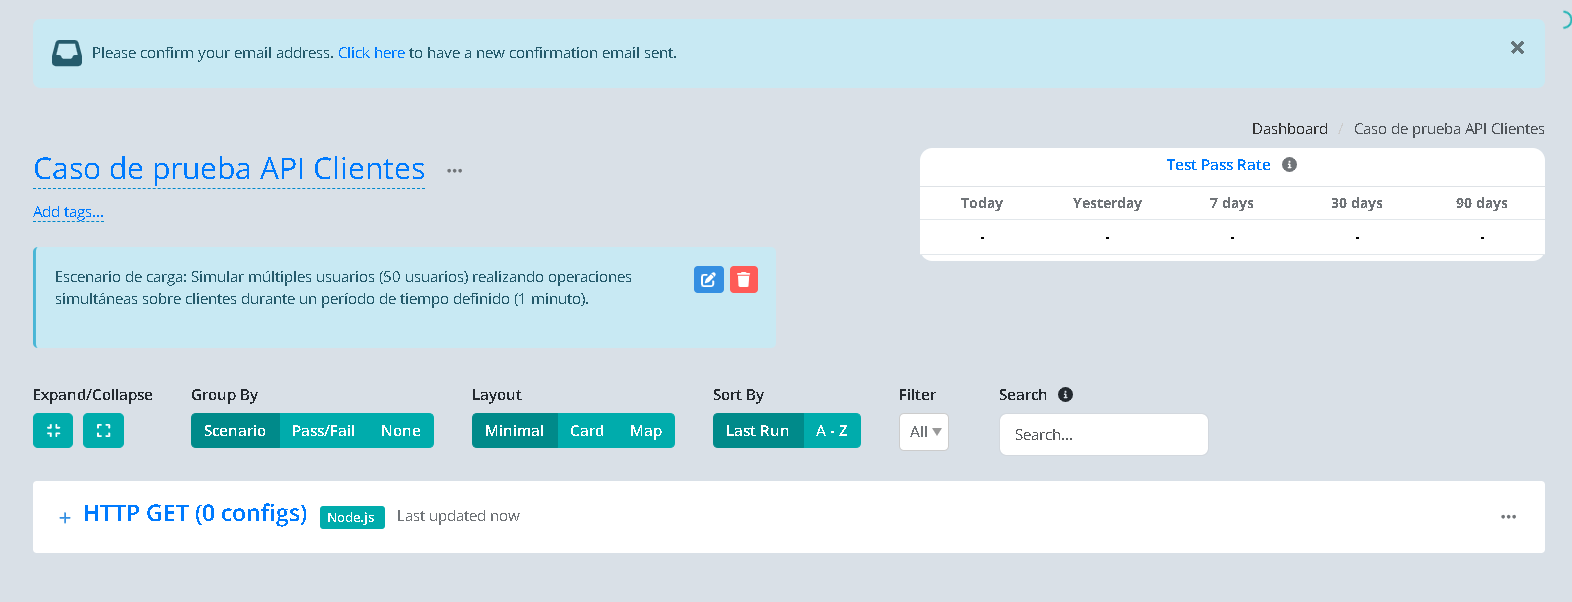 Please confirm your email address. Click here to have a new confirmation email sent.
Dashboard / Caso de prueba API Clientes
Caso de prueba API Clientes
Add tags...
Test Pass Rate
Today Yesterday 7 days 30 days 90 days
- - - - -
Escenario de carga: Simular múltiples usuarios (50 usuarios) realizando operaciones
simultáneas sobre clientes durante un período de tiempo definido (1 minuto).
Expand/Collapse Group By Layout Sort By Filter Search
Scenario Pass/Fail None Minimal Card Map Last Run A - Z All Search...
+ HTTP GET (0 configs) Node.js Last updated now